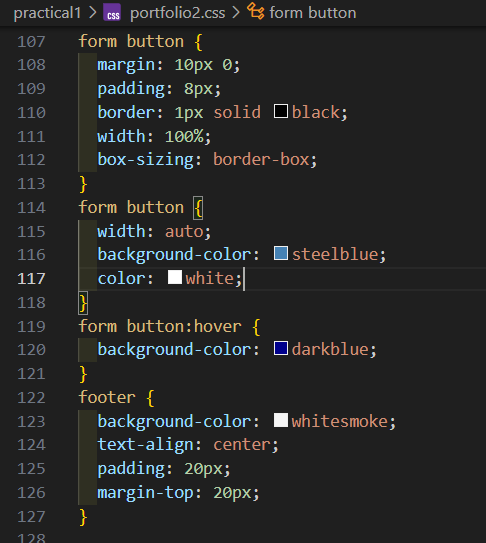 practical1 > css portfolio2.css > form button
107 form button {
108 margin: 10px 0;
109 padding: 8px;
110 border: 1px solid black;
111 width: 100%;
112 box-sizing: border-box;
113 }
114 form button {
115 width: auto;
116 background-color: steelblue;
117 color: white;
118 }
119 form button:hover {
120 background-color: darkblue;
121 }
122 footer {
123 background-color: whitesmoke;
124 text-align: center;
125 padding: 20px;
126 margin-top: 20px;
127 }
128